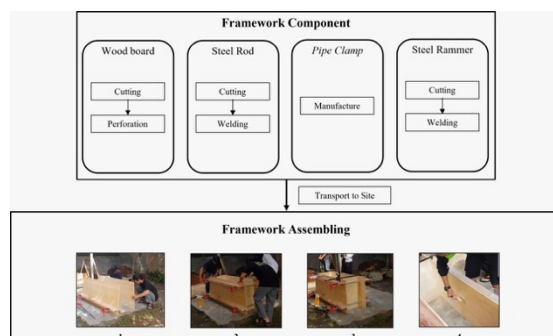 Framework Component
Wood board
Steel Rod
Pipe Clamp
Steel Rammer
Cutting
Cutting
Manufacture
Cutting
Perforation
Welding
Welding
Transport to Site
Framework Assembling